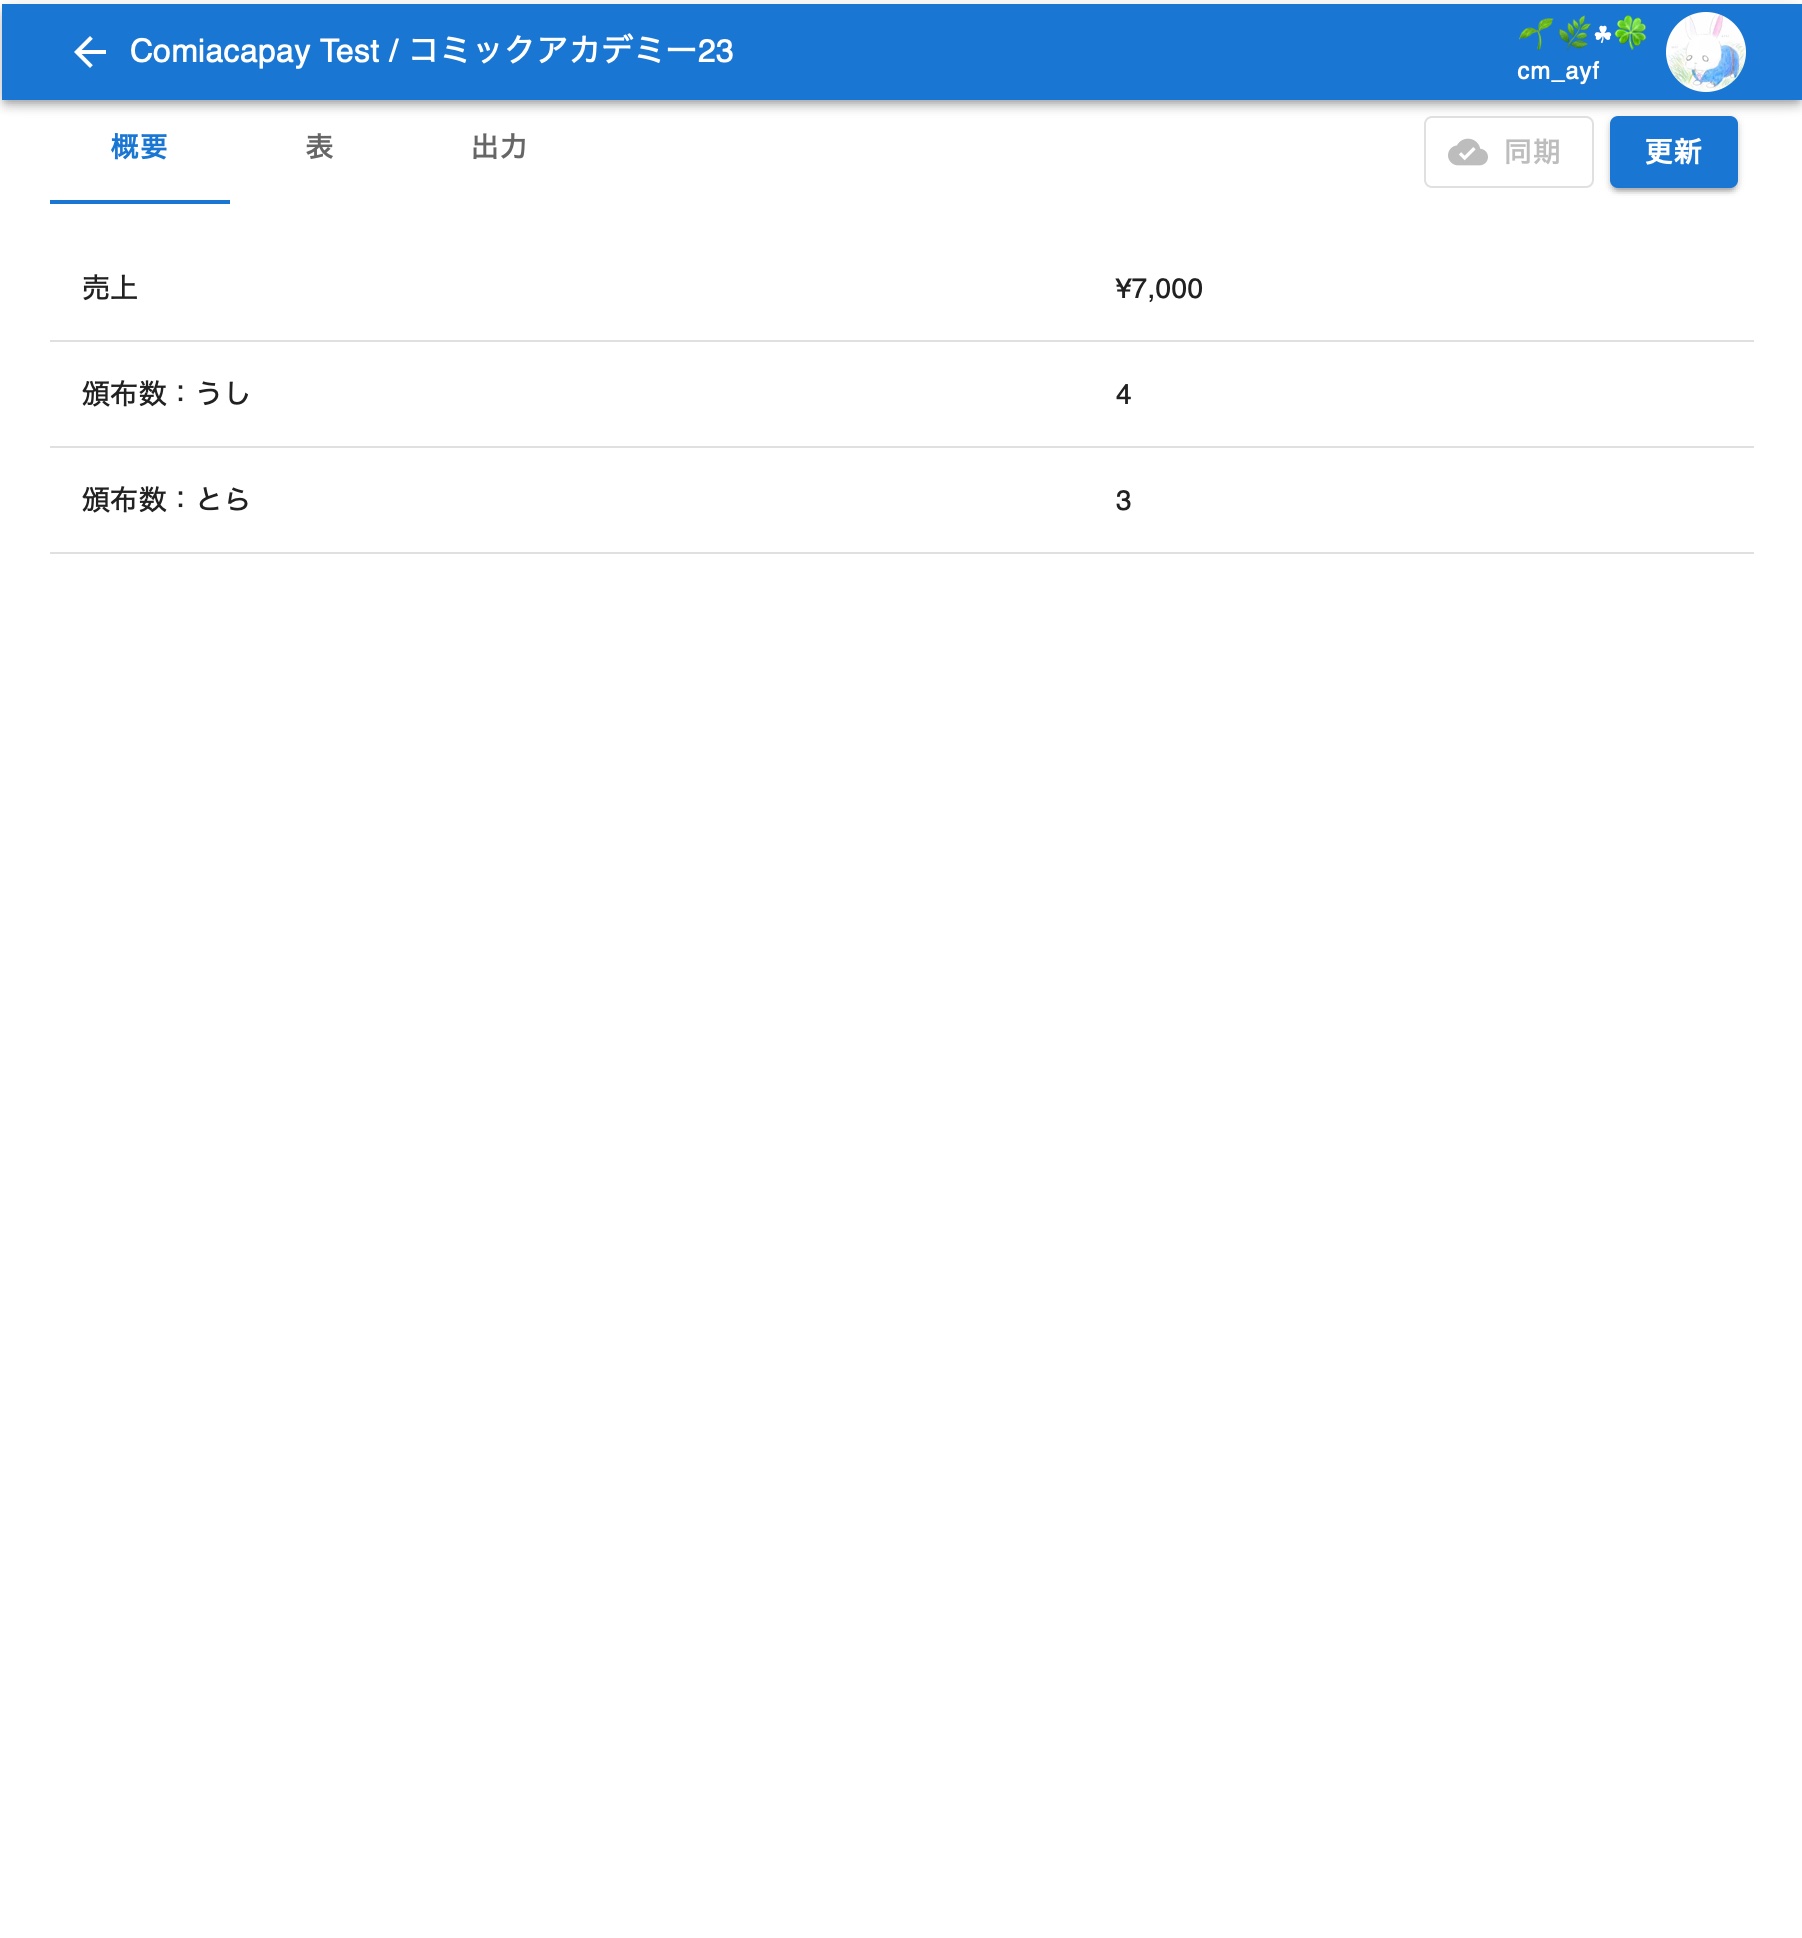 Comiacapay Test / コミックアカデミー23
🌱🌿☘🍀
cm_ayf
概要
表
出力
同期
更新
売上 ¥7,000
頒布数：うし 4
頒布数：とら 3